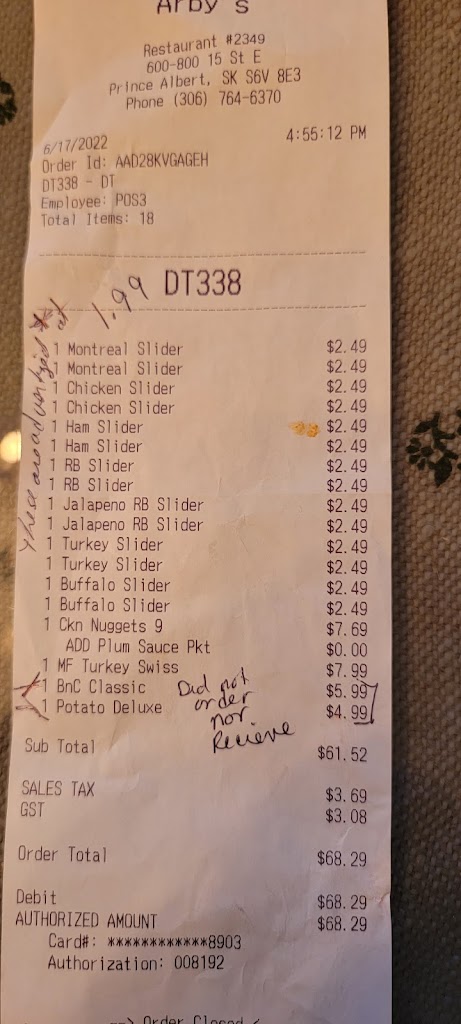 Arby's
Restaurant #2349
600-800 15 St E
Prince Albert, SK S6V 8E3
Phone (306) 764-6370
6/17/2022 4:55:12 PM
Order Id: AAD28KVGAGEH
DT338 - DT
Employee: POS3
Total Items: 18
1.99 DT338
These are advertized at
1 Montreal Slider $2.49
1 Montreal Slider $2.49
1 Chicken Slider $2.49
1 Chicken Slider $2.49
1 Ham Slider $2.49
1 Ham Slider $2.49
1 RB Slider $2.49
1 RB Slider $2.49
1 Jalapeno RB Slider $2.49
1 Jalapeno RB Slider $2.49
1 Turkey Slider $2.49
1 Turkey Slider $2.49
1 Buffalo Slider $2.49
1 Buffalo Slider $2.49
1 Ckn Nuggets 9 $7.69
ADD Plum Sauce Pkt $0.00
1 MF Turkey Swiss $7.99
1 BnC Classic $5.99
1 Potato Deluxe $4.99
Did not
order
nor
Recieve
Sub Total $61.52
SALES TAX $3.69
GST $3.08
Order Total $68.29
Debit $68.29
AUTHORIZED AMOUNT $68.29
Card#: ************8903
Authorization: 008192
--> Order Closed <